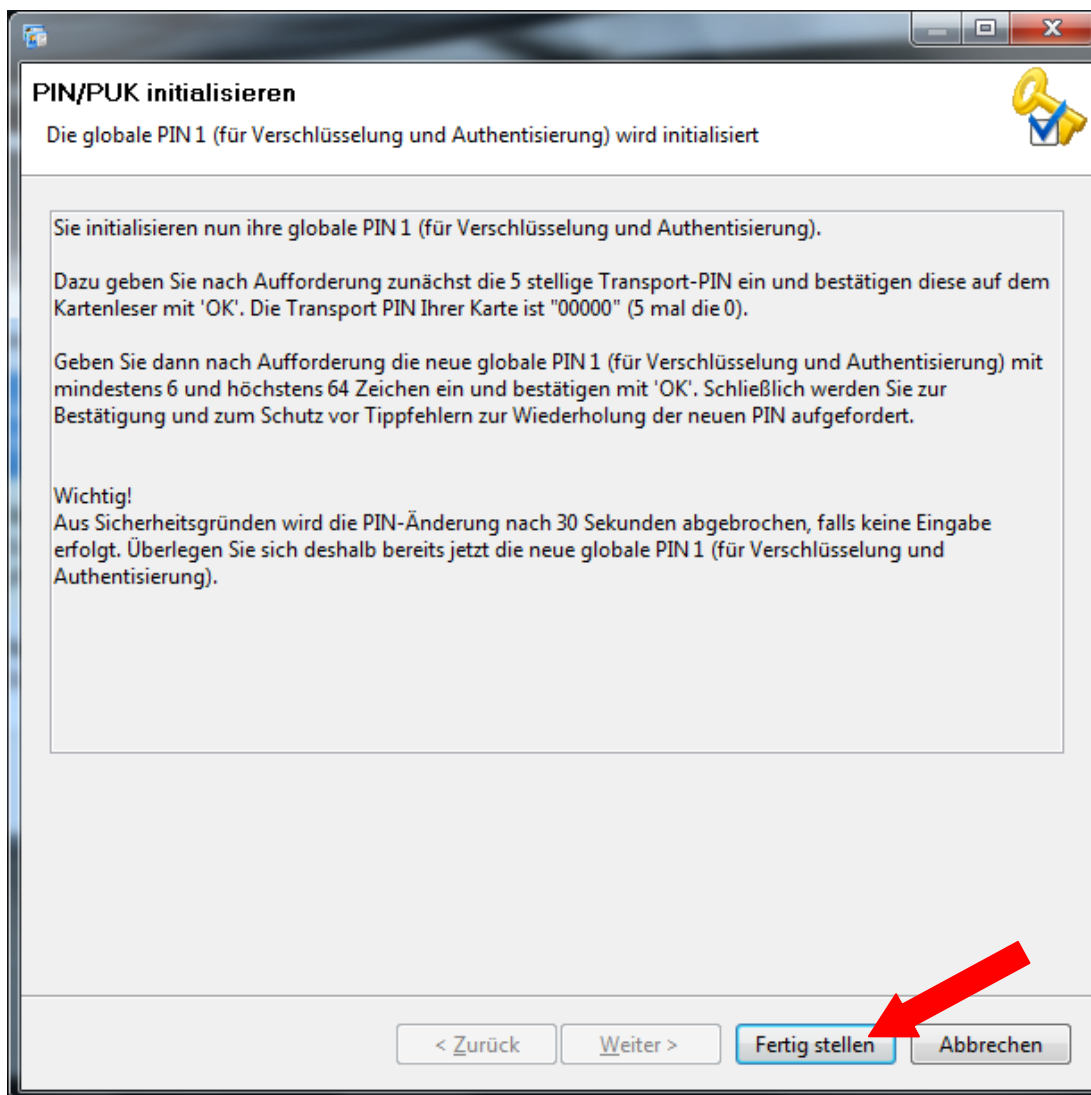 PIN/PUK initialisieren
Die globale PIN 1 (für Verschlüsselung und Authentisierung) wird initialisiert
Sie initialisieren nun ihre globale PIN 1 (für Verschlüsselung und Authentisierung).
Dazu geben Sie nach Aufforderung zunächst die 5 stellige Transport-PIN ein und bestätigen diese auf dem
Kartenleser mit 'OK'. Die Transport PIN Ihrer Karte ist "00000" (5 mal die 0).
Geben Sie dann nach Aufforderung die neue globale PIN 1 (für Verschlüsselung und Authentisierung) mit
mindestens 6 und höchstens 64 Zeichen ein und bestätigen mit 'OK'. Schließlich werden Sie zur
Bestätigung und zum Schutz vor Tippfehlern zur Wiederholung der neuen PIN aufgefordert.
Wichtig!
Aus Sicherheitsgründen wird die PIN-Änderung nach 30 Sekunden abgebrochen, falls keine Eingabe
erfolgt. Überlegen Sie sich deshalb bereits jetzt die neue globale PIN 1 (für Verschlüsselung und
Authentisierung).
< Zurück
Weiter >
Fertig stellen
Abbrechen